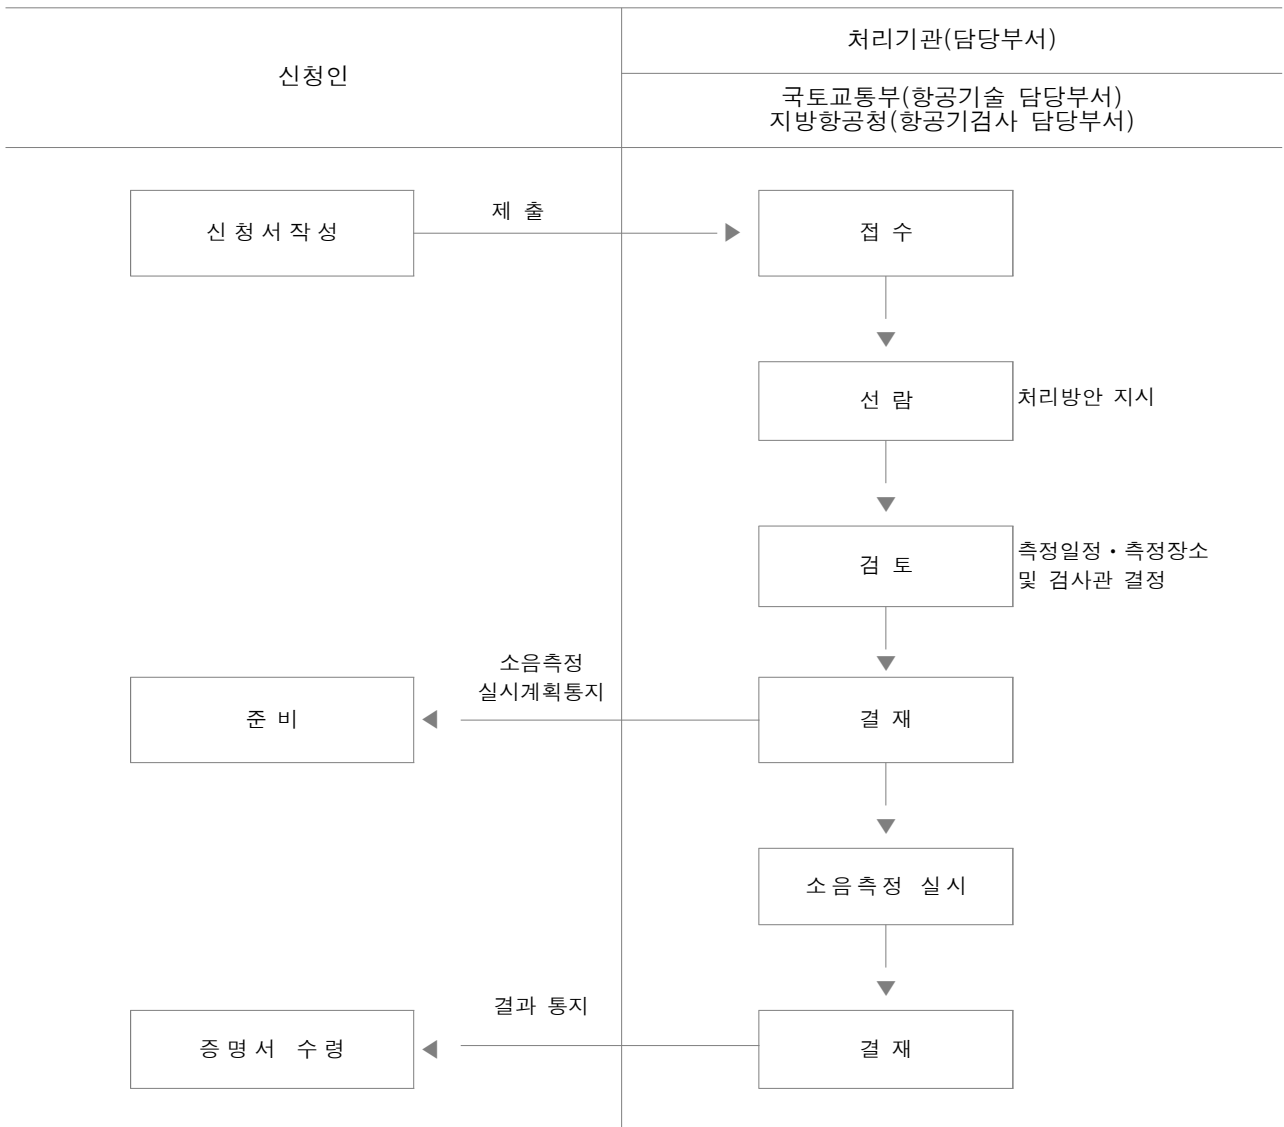 신청인
처리기관(담당부서)
국토교통부(항공기술 담당부서)
지방항공청(항공기검사 담당부서)
신청서작성
제 출
접 수
선 람
처리방안 지시
검 토
측정일정·측정장소
및 검사관 결정
소음측정
실시계획통지
준 비
결 재
소음측정 실시
결과 통지
증명서 수령
결 재